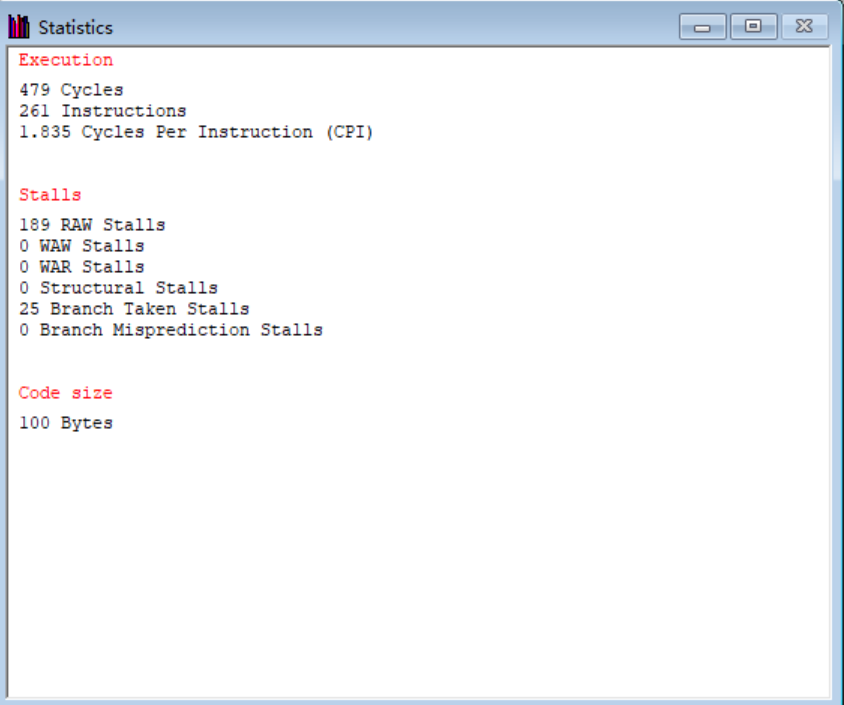 Statistics
Execution
479 Cycles
261 Instructions
1.835 Cycles Per Instruction (CPI)
Stalls
189 RAW Stalls
0 WAW Stalls
0 WAR Stalls
0 Structural Stalls
25 Branch Taken Stalls
0 Branch Misprediction Stalls
Code size
100 Bytes